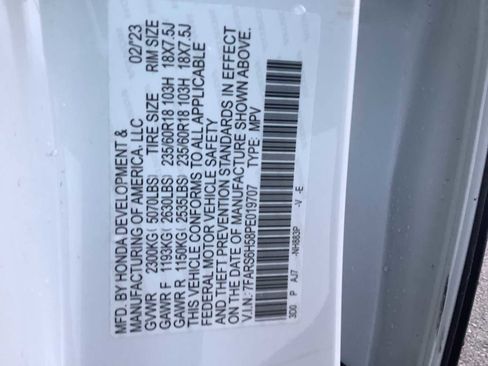 MFD. BY HONDA DEVELOPMENT & 02/23
MANUFACTURING OF AMERICA, LLC
GVWR 2300KG( 5070LBS) TIRE SIZE RIM SIZE
GAWR F 1193KG( 2630LBS) 235/60R18 103H 18X7.5J
GAWR R 1150KG( 2535LBS) 235/60R18 103H 18X7.5J
THIS VEHICLE CONFORMS TO ALL APPLICABLE
FEDERAL MOTOR VEHICLE SAFETY
AND THEFT PREVENTION STANDARDS IN EFFECT
ON THE DATE OF MANUFACTURE SHOWN ABOVE.
V.I.N.: 7FARS6H58PE019707 TYPE: MPV
300 P AJ7 -NH883P -V -E